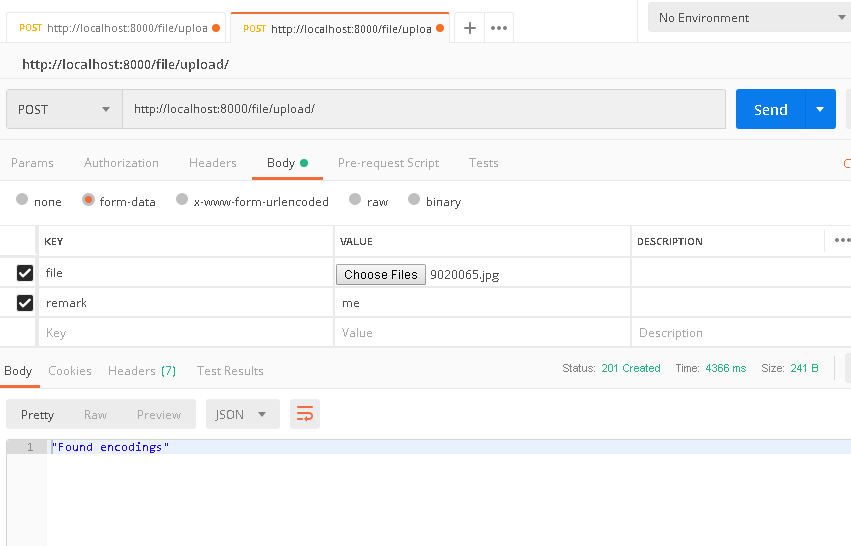 POST http://localhost:8000/file/uploa POST http://localhost:8000/file/uploa + ••• No Environment
http://localhost:8000/file/upload/
POST http://localhost:8000/file/upload/ Send
Params Authorization Headers Body Pre-request Script Tests
none form-data x-www-form-urlencoded raw binary
KEY VALUE DESCRIPTION •••
file Choose Files 9020065.jpg
remark me
Key Value Description
Body Cookies Headers (7) Test Results Status: 201 Created Time: 4366 ms Size: 241 B
Pretty Raw Preview JSON
1 "Found encodings"